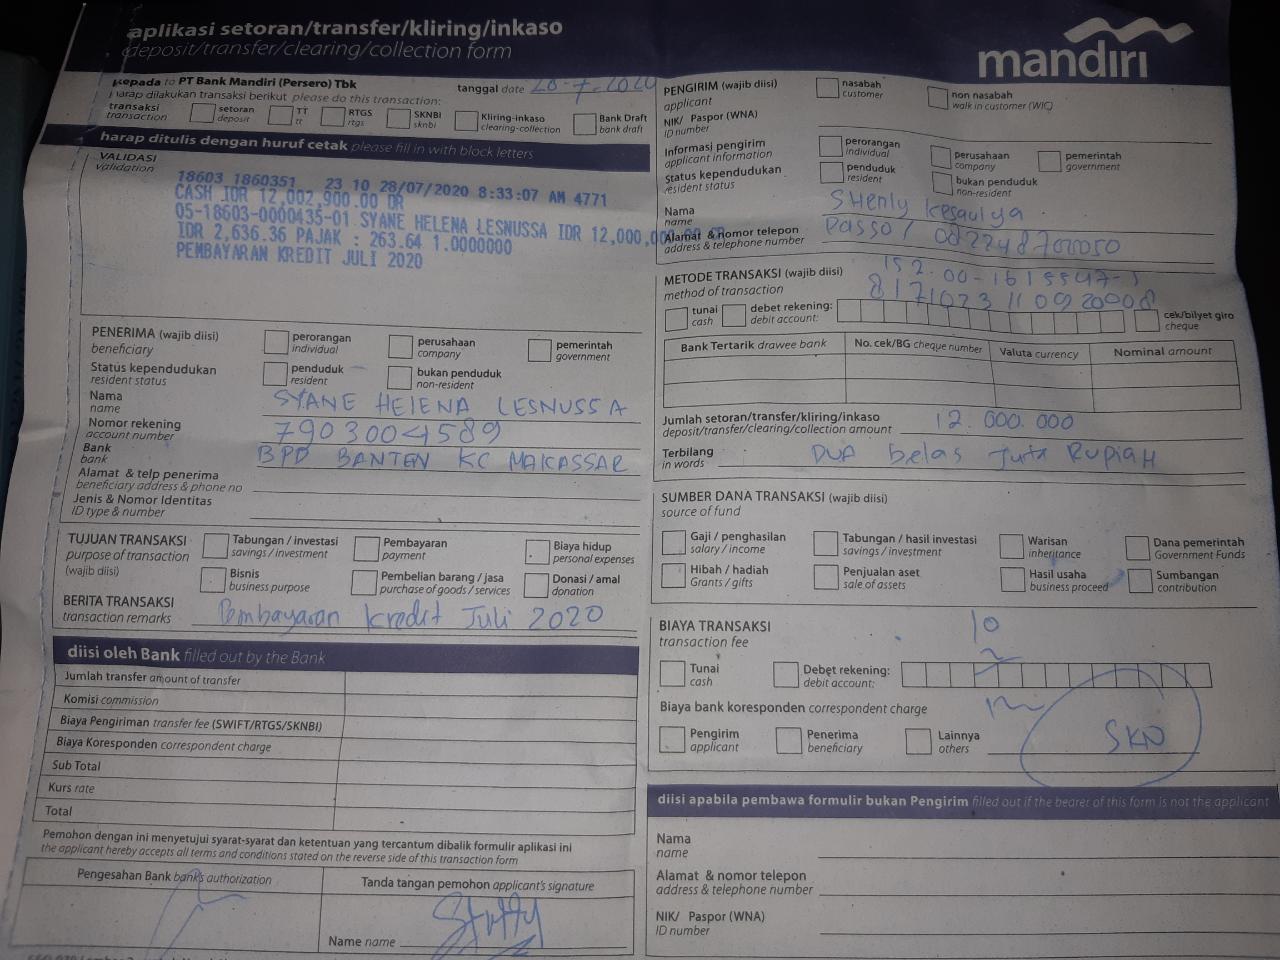 aplikasi setoran/transfer/kliring/inkaso
deposit/transfer/clearing/collection form
mandiri
kepada to PT Bank Mandiri (Persero) Tbk
tanggal date 28-7-2020
harap dilakukan transaksi berikut please do this transaction:
transaksi
transaction
setoran
deposit
TT
tt
RTGS
rtgs
SKNBI
sknbi
Kliring-inkaso
clearing-collection
Bank Draft
bank draft
harap ditulis dengan huruf cetak please fill in with block letters
VALIDASI
validation
18603 1860351 23 10 28/07/2020 8:33:07 AM 4771
CASH IDR 12,002,900.00 DR
05-18603-0000435-01 SYANE HELENA LESNUSSA IDR 12,000,000.00
IDR 2,636.36 PAJAK : 263.64 1.0000000
PEMBAYARAN KREDIT JULI 2020
PENERIMA (wajib diisi)
beneficiary
perorangan
individual
perusahaan
company
pemerintah
government
Status kependudukan
resident status
penduduk
resident
bukan penduduk
non-resident
Nama
name
SYANE HELENA LESNUSSA
Nomor rekening
account number
7903004589
Bank
bank
BPD BANTEN KC MAKASSAR
Alamat & telp penerima
beneficiary address & phone no
Jenis & Nomor Identitas
ID type & number
TUJUAN TRANSAKSI
purpose of transaction
(wajib diisi)
Tabungan / investasi
savings / investment
Pembayaran
payment
Biaya hidup
personal expenses
Bisnis
business purpose
Pembelian barang / jasa
purchase of goods / services
Donasi / amal
donation
BERITA TRANSAKSI
transaction remarks
Pembayaran Kredit Juli 2020
diisi oleh Bank filled out by the Bank
Jumlah transfer amount of transfer
Komisi commission
Biaya Pengiriman transfer fee (SWIFT/RTGS/SKNBI)
Biaya Koresponden correspondent charge
Sub Total
Kurs rate
Total
Pemohon dengan ini menyetujui syarat-syarat dan ketentuan yang tercantum dibalik formulir aplikasi ini
the applicant hereby accepts all terms and conditions stated on the reverse side of this transaction form
Pengesahan Bank bank's authorization
Tanda tangan pemohon applicant's signature
Name name
PENGIRIM (wajib diisi)
applicant
nasabah
customer
non nasabah
walk in customer (WIC)
NIK/ Paspor (WNA)
ID number
Informasi pengirim
applicant information
perorangan
individual
perusahaan
company
pemerintah
government
Status kependudukan
resident status
penduduk
resident
bukan penduduk
non-resident
Nama
name
SHenly Kesaulya
Alamat & nomor telepon
address & telephone number
Passo / 082248700050
METODE TRANSAKSI (wajib diisi)
method of transaction
152.00-1615547-
8171023110920008
tunai
cash
debet rekening:
debit account:
cek/bilyet giro
cheque
Bank Tertarik drawee bank
No. cek/BG cheque number
Valuta currency
Nominal amount
Jumlah setoran/transfer/kliring/inkaso
deposit/transfer/clearing/collection amount
12.000.000
Terbilang
in words
DUA belas Juta Rupiah
SUMBER DANA TRANSAKSI (wajib diisi)
source of fund
Gaji / penghasilan
salary / income
Tabungan / hasil investasi
savings / investment
Warisan
inheritance
Dana pemerintah
Government Funds
Hibah / hadiah
Grants / gifts
Penjualan aset
sale of assets
Hasil usaha
business proceed
Sumbangan
contribution
BIAYA TRANSAKSI
transaction fee
10
2
Tunai
cash
Debet rekening:
debit account:
Biaya bank koresponden correspondent charge
Pengirim
applicant
Penerima
beneficiary
Lainnya
others
SKN
diisi apabila pembawa formulir bukan Pengirim filled out if the bearer of this form is not the applicant
Nama
name
Alamat & nomor telepon
address & telephone number
NIK/ Paspor (WNA)
ID number